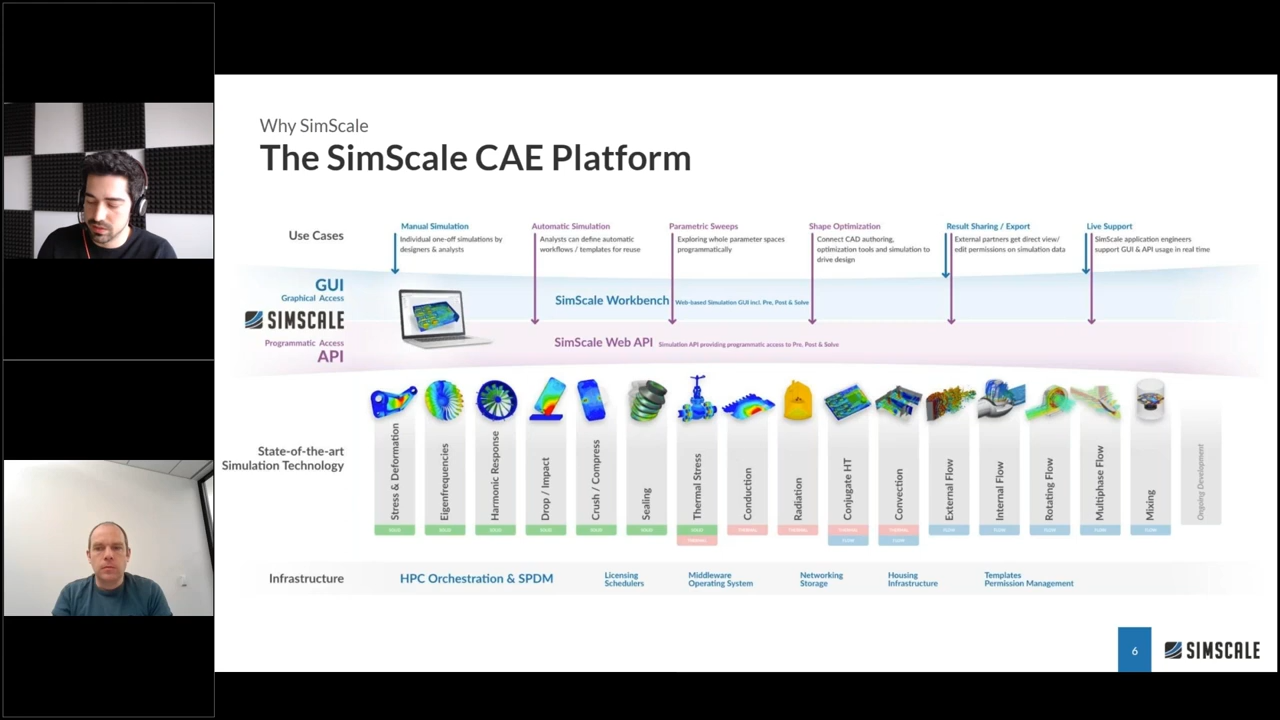 Why SimScale
The SimScale CAE Platform
Use Cases
Manual Simulation
Individual one-off simulations by
designers & analysts
Automatic Simulation
Analysts can define automatic
workflows / templates for reuse
Parametric Sweeps
Exploring whole parameter spaces
programmatically
Shape Optimization
Connect CAD authoring,
optimization tools and simulation to
drive design
Result Sharing / Export
External partners get direct view/
edit permissions on simulation data
Live Support
SimScale application engineers
support GUI & API usage in real time
GUI
Graphical Access
SIMSCALE
Programmatic Access
API
SimScale Workbench Web-based Simulation GUI incl. Pre, Post & Solve
SimScale Web API Simulation API providing programmatic access to Pre, Post & Solve
State-of-the-art
Simulation Technology
Stress & Deformation
Eigenfrequencies
Harmonic Response
Drop / Impact
Crush / Compress
Sealing
Thermal Stress
Conduction
Radiation
Conjugate HT
Convection
External Flow
Internal Flow
Rotating Flow
Multiphase Flow
Mixing
Ongoing Development
Infrastructure
HPC Orchestration & SPDM
Licensing
Schedulers
Middleware
Operating System
Networking
Storage
Housing
Infrastructure
Templates
Permission Management
6
SIMSCALE